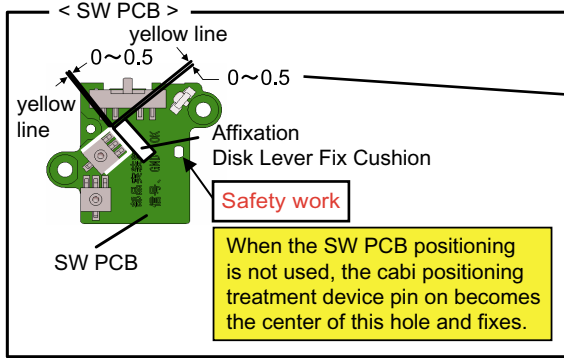 < SW PCB >
yellow line
0～0.5
0～0.5
yellow
line
Affixation
Disk Lever Fix Cushion
Safety work
SW PCB
When the SW PCB positioning
is not used, the cabi positioning
treatment device pin on becomes
the center of this hole and fixes.